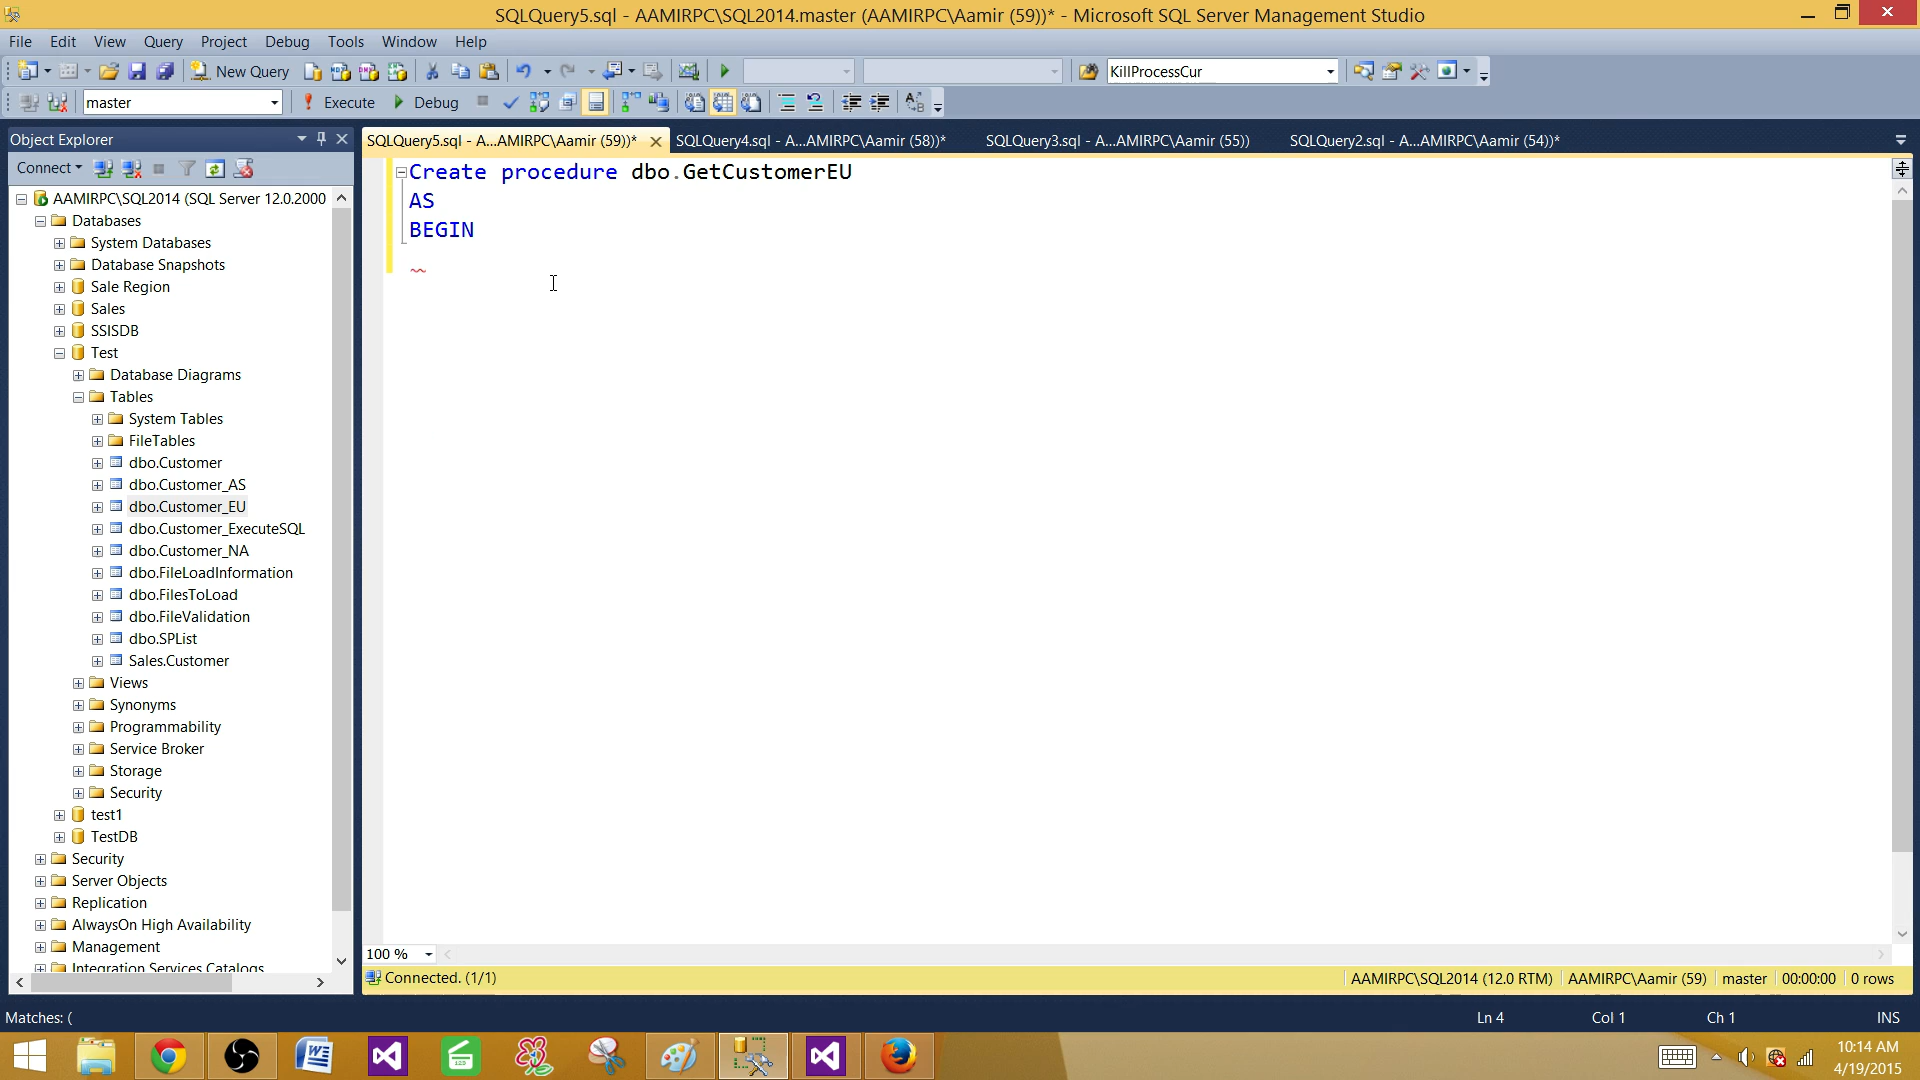 SQLQuery5.sql - AAMIRPC\SQL2014.master (AAMIRPC\Aamir (59))* - Microsoft SQL Server Management Studio
File Edit View Query Project Debug Tools Window Help
New Query KillProcessCur
master Execute Debug
Object Explorer
SQLQuery5.sql - A...AMIRPC\Aamir (59))* SQLQuery4.sql - A...AMIRPC\Aamir (58))* SQLQuery3.sql - A...AMIRPC\Aamir (55)) SQLQuery2.sql - A...AMIRPC\Aamir (54))*
Connect
AAMIRPC\SQL2014 (SQL Server 12.0.2000
Databases
System Databases
Database Snapshots
Sale Region
Sales
SSISDB
Test
Database Diagrams
Tables
System Tables
FileTables
dbo.Customer
dbo.Customer_AS
dbo.Customer_EU
dbo.Customer_ExecuteSQL
dbo.Customer_NA
dbo.FileLoadInformation
dbo.FilesToLoad
dbo.FileValidation
dbo.SPList
Sales.Customer
Views
Synonyms
Programmability
Service Broker
Storage
Security
test1
TestDB
Security
Server Objects
Replication
AlwaysOn High Availability
Management
Integration Services Catalogs
Create procedure dbo.GetCustomerEU
AS
BEGIN
100 %
Connected. (1/1) AAMIRPC\SQL2014 (12.0 RTM) AAMIRPC\Aamir (59) master 00:00:00 0 rows
Matches: ( Ln 4 Col 1 Ch 1 INS
10:14 AM
4/19/2015